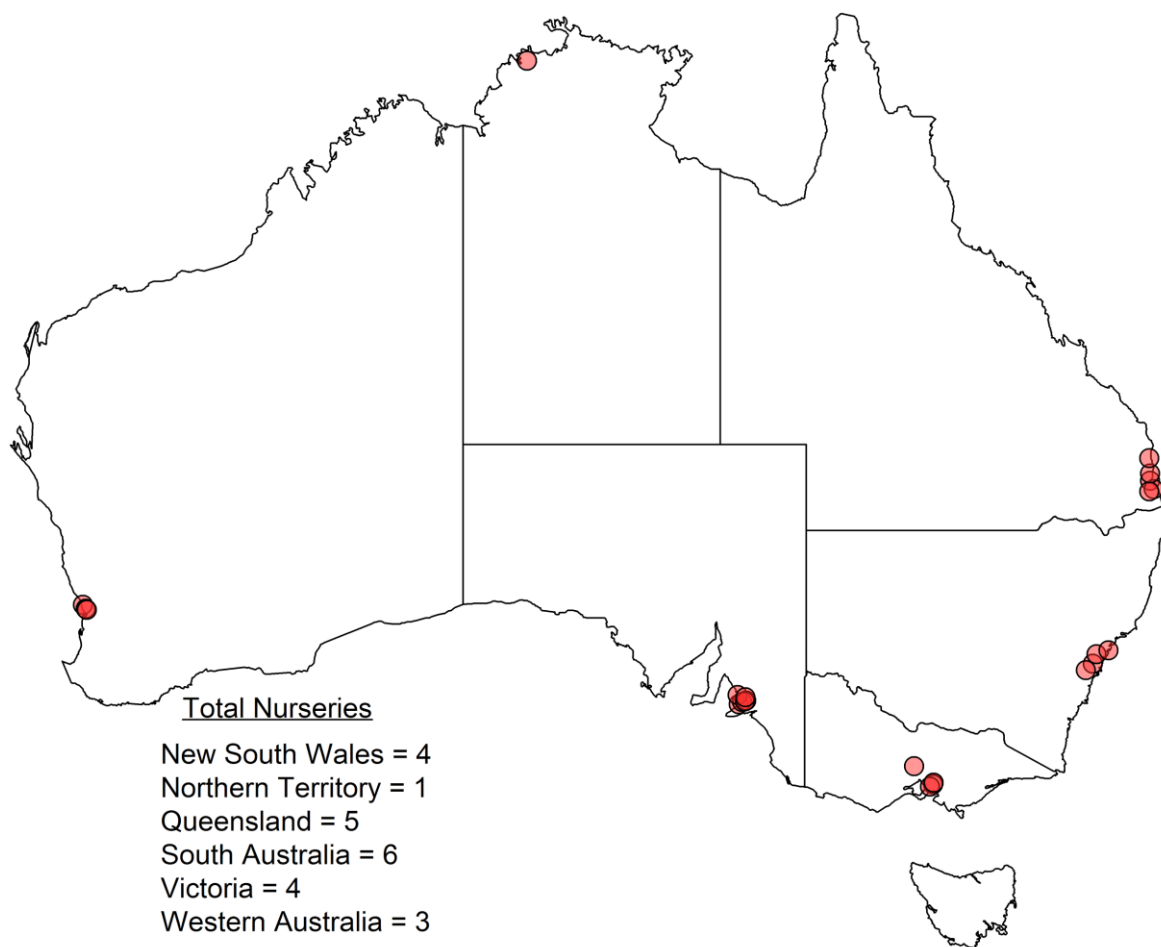 Total Nurseries
New South Wales = 4
Northern Territory = 1
Queensland = 5
South Australia = 6
Victoria = 4
Western Australia = 3